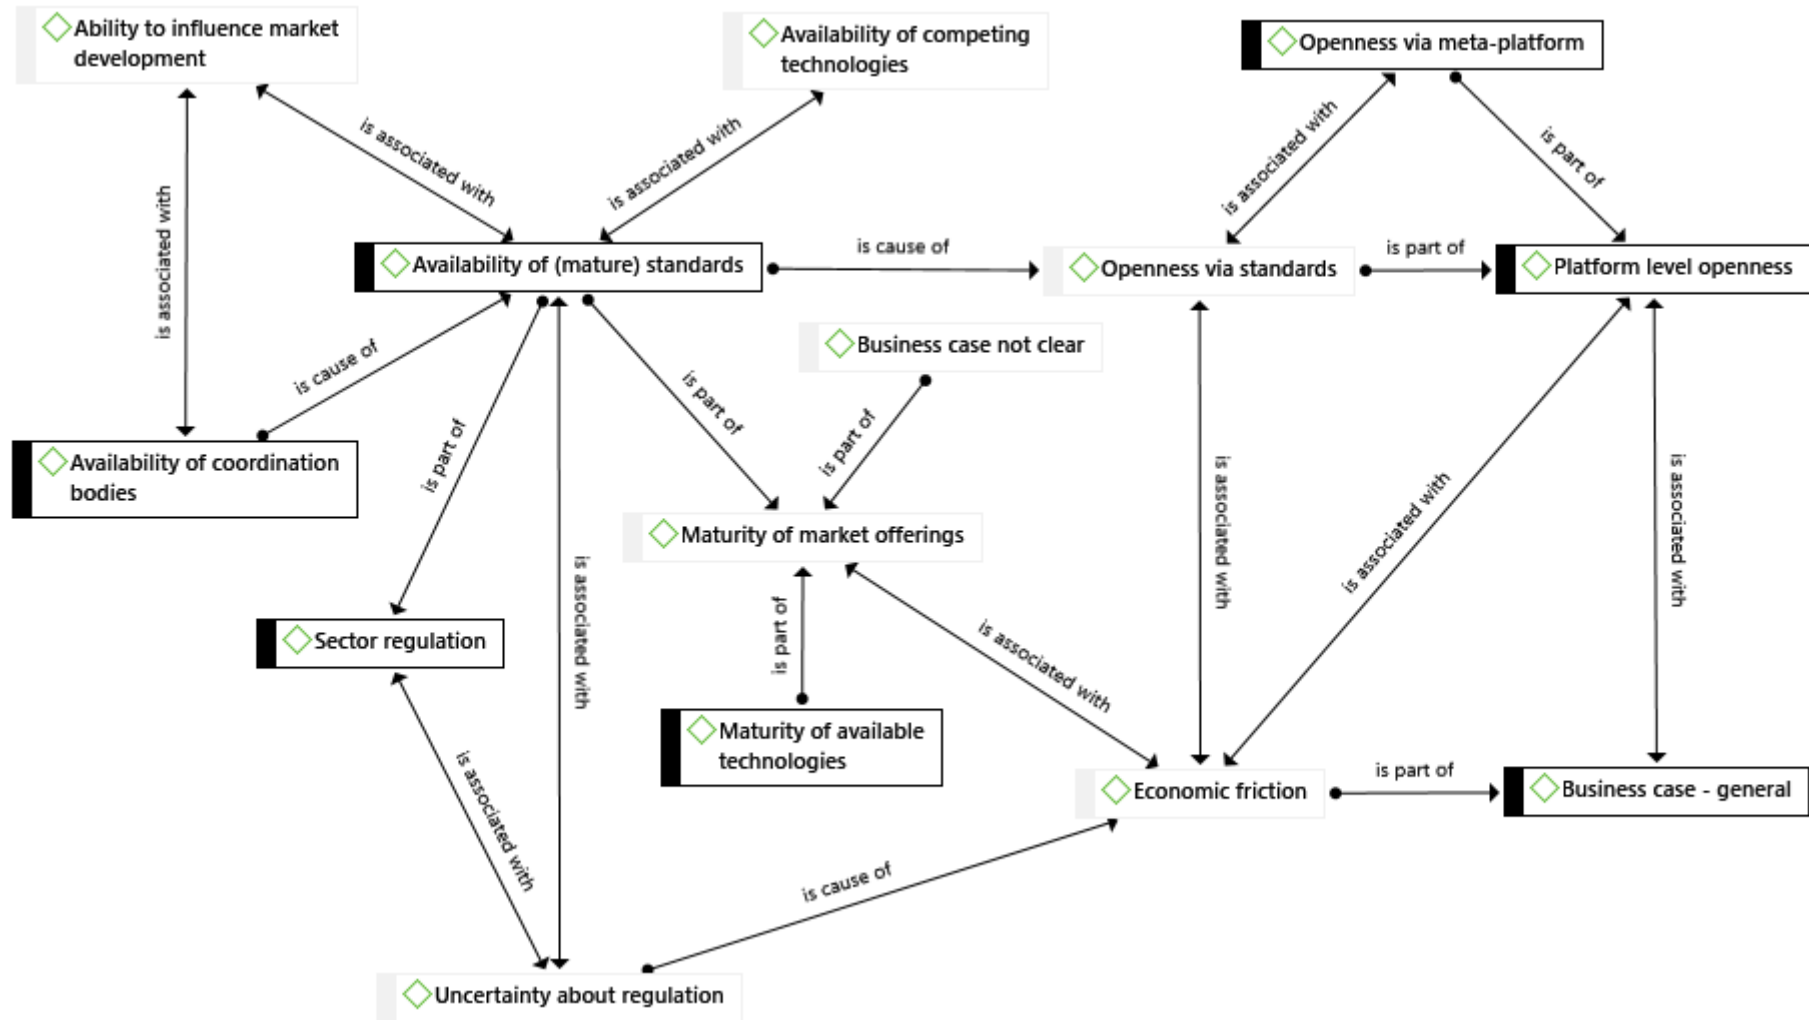 Ability to influence market
development
Availability of competing
technologies
Openness via meta-platform
is associated with
is associated with
is associated with
is part of
is associated with
Availability of (mature) standards
is cause of
Openness via standards
is part of
Platform level openness
is cause of
Business case not clear
is part of
is part of
is part of
Availability of coordination
bodies
is associated with
is associated with
is associated with
Maturity of market offerings
is associated with
is part of
Sector regulation
is associated with
Maturity of available
technologies
is associated with
Economic friction
is part of
Business case - general
is cause of
Uncertainty about regulation